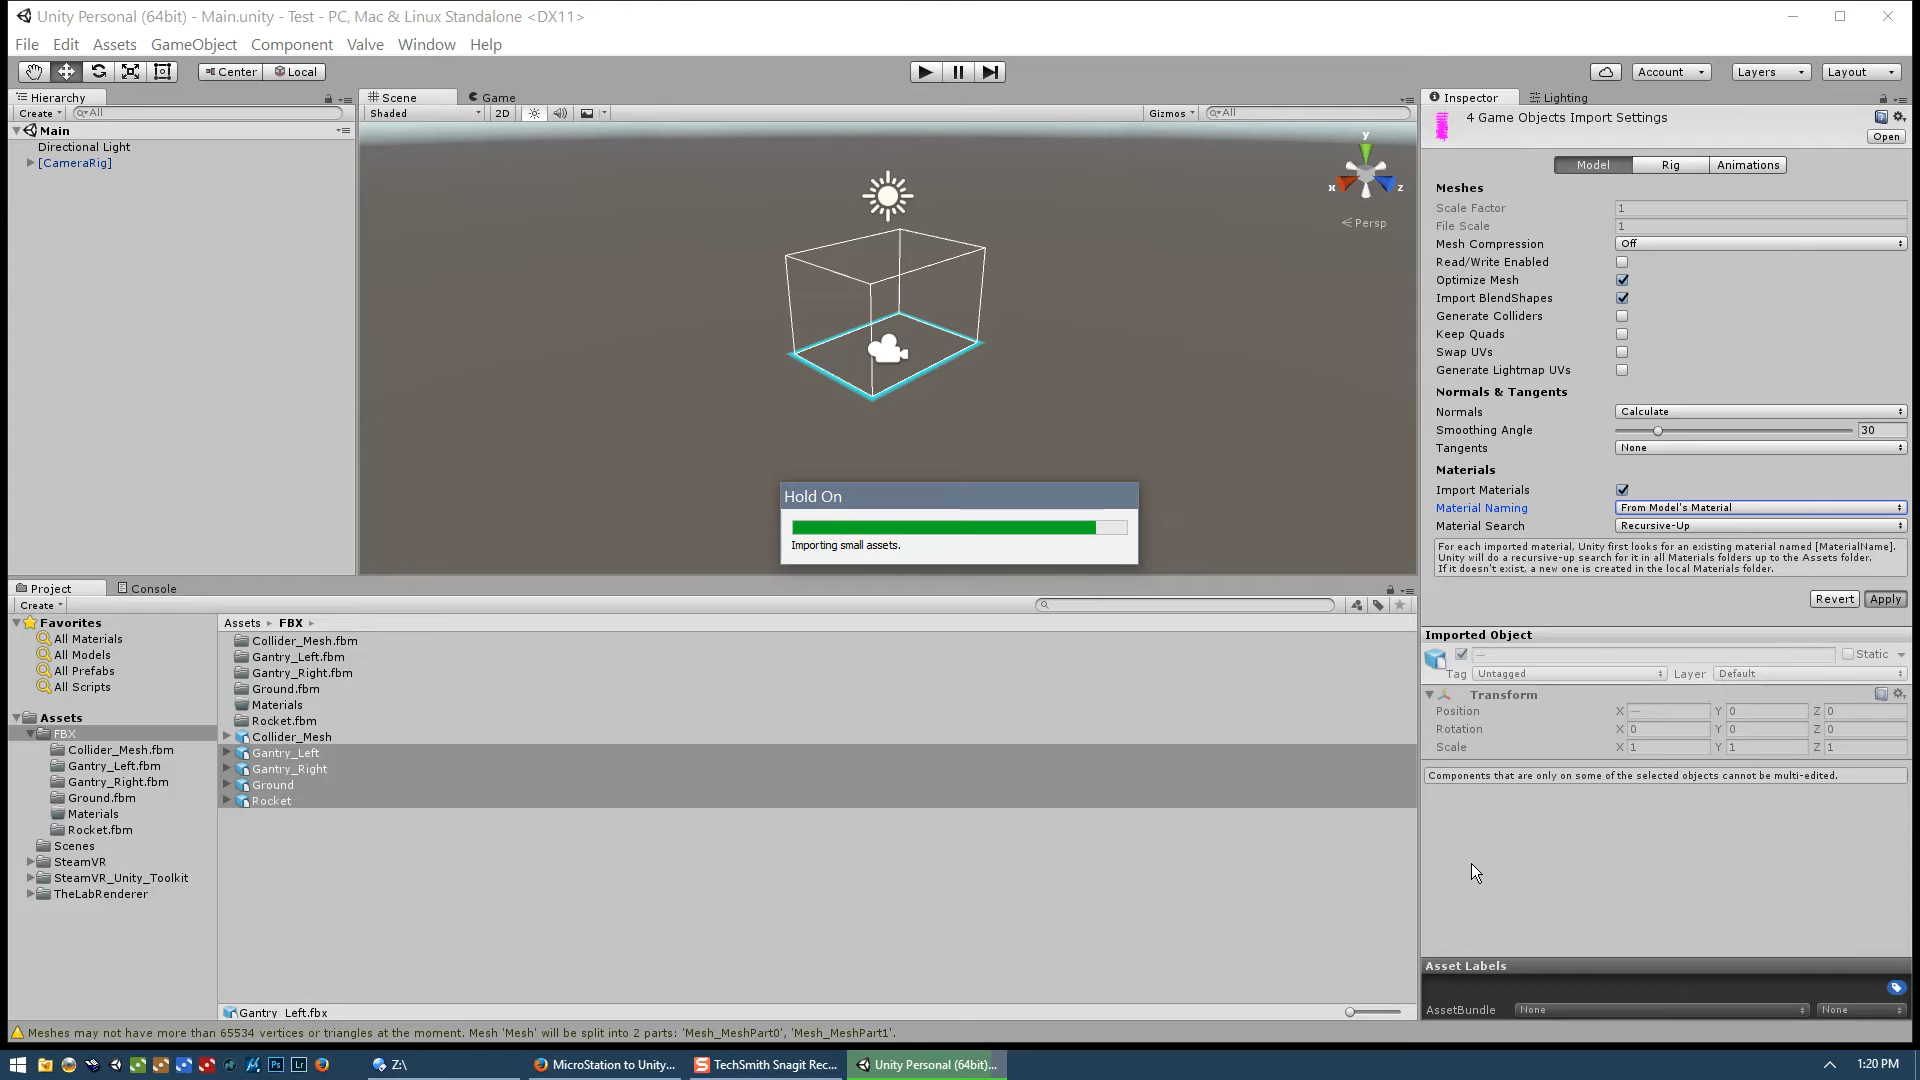 Unity Personal (64bit) - Main.unity - Test - PC, Mac & Linux Standalone <DX11>
File Edit Assets GameObject Component Valve Window Help
Center Local Account Layers Layout
Hierarchy
Create All
Main
Directional Light
[CameraRig]
Scene Game
Shaded 2D Gizmos All
y
x z
Persp
Hold On
Importing small assets.
Inspector Lighting
4 Game Objects Import Settings
Open
Model Rig Animations
Meshes
Scale Factor 1
File Scale 1
Mesh Compression Off
Read/Write Enabled
Optimize Mesh
Import BlendShapes
Generate Colliders
Keep Quads
Swap UVs
Generate Lightmap UVs
Normals & Tangents
Normals Calculate
Smoothing Angle 30
Tangents None
Materials
Import Materials
Material Naming From Model's Material
Material Search Recursive-Up
For each imported material, Unity first looks for an existing material named [MaterialName].
Unity will do a recursive-up search for it in all Materials folders up to the Assets folder.
If it doesn't exist, a new one is created in the local Materials folder.
Revert Apply
Imported Object
— Static
Tag Untagged Layer Default
Transform
Position X — Y 0 Z 0
Rotation X 0 Y 0 Z 0
Scale X 1 Y 1 Z 1
Components that are only on some of the selected objects cannot be multi-edited.
Asset Labels
AssetBundle None None
Project Console
Create
Favorites
All Materials
All Models
All Prefabs
All Scripts
Assets
FBX
Collider_Mesh.fbm
Gantry_Left.fbm
Gantry_Right.fbm
Ground.fbm
Materials
Rocket.fbm
Scenes
SteamVR
SteamVR_Unity_Toolkit
TheLabRenderer
Assets FBX
Collider_Mesh.fbm
Gantry_Left.fbm
Gantry_Right.fbm
Ground.fbm
Materials
Rocket.fbm
Collider_Mesh
Gantry_Left
Gantry_Right
Ground
Rocket
Gantry_Left.fbx
Meshes may not have more than 65534 vertices or triangles at the moment. Mesh 'Mesh' will be split into 2 parts: 'Mesh_MeshPart0', 'Mesh_MeshPart1'.
Ps Lr Z:\ MicroStation to Unity... TechSmith Snagit Rec... Unity Personal (64bit)... 1:20 PM